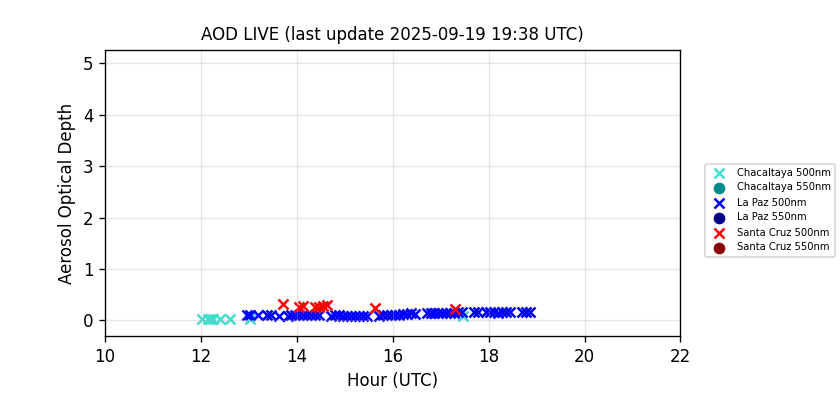 AOD LIVE (last update 2025-09-19 19:38 UTC)
5
4
3
2
1
0
Aerosol Optical Depth
10 12 14 16 18 20 22
Hour (UTC)
Chacaltaya 500nm
Chacaltaya 550nm
La Paz 500nm
La Paz 550nm
Santa Cruz 500nm
Santa Cruz 550nm